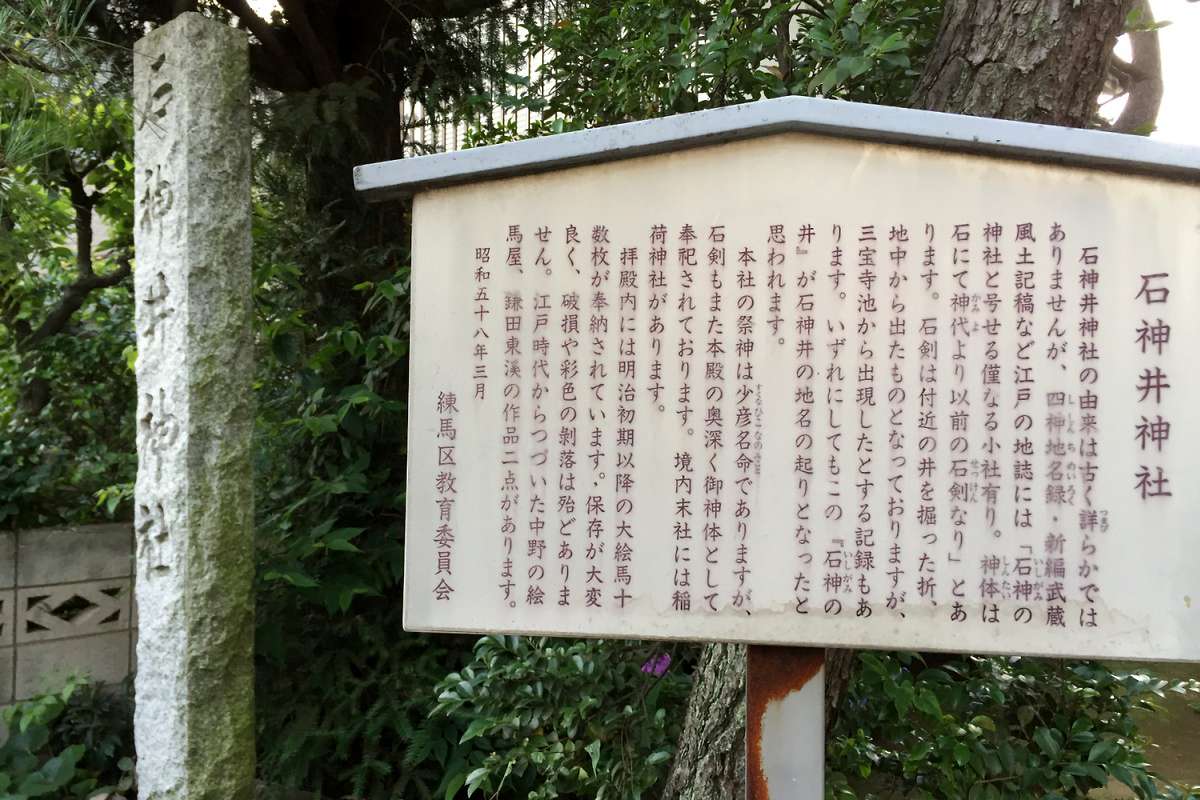 石神井神社
石神井神社
石神井神社の由来は古く詳らかでは
ありませんが、四神地名録・新編武蔵
風土記稿など江戸の地誌には「石神の
神社と号せる僅なる小社有り。神体は
石にて神代より以前の石剣なり」とあ
ります。石剣は付近の井を掘った折、
地中から出たものとなっておりますが、
三宝寺池から出現したとする記録もあ
ります。いずれにしてもこの『石神の
井』が石神井の地名の起りとなったと
思われます。
本社の祭神は少彦名命でありますが、
石剣もまた本殿の奥深く御神体として
奉祀されております。境内末社には稲
荷神社があります。
拝殿内には明治初期以降の大絵馬十
数枚が奉納されています。保存が大変
良く、破損や彩色の剝落は殆どありま
せん。江戸時代からつづいた中野の絵
馬屋、鎌田東溪の作品二点があります。
昭和五十八年三月
練馬区教育委員会